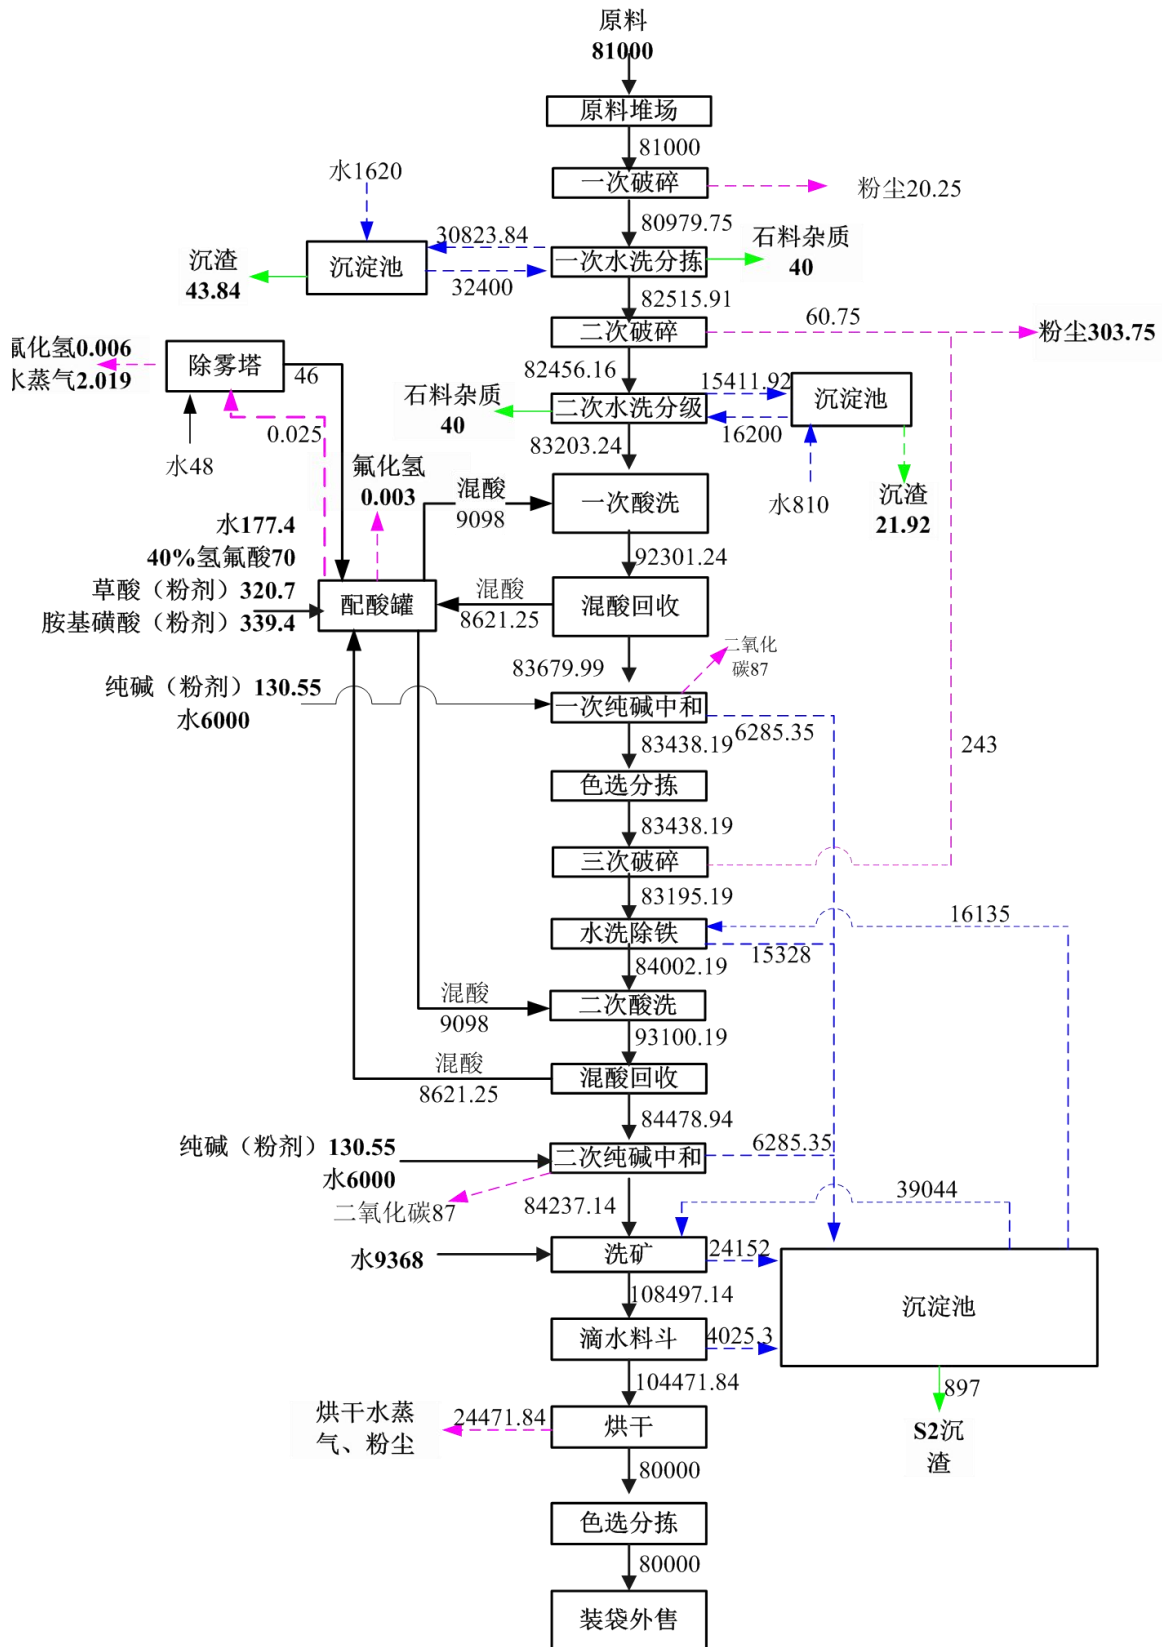 原料
81000
原料堆场
81000
水1620
一次破碎
粉尘20.25
80979.75
30823.84
石料杂质
40
沉渣
43.84
沉淀池
一次水洗分拣
32400
82515.91
60.75
二次破碎
粉尘303.75
氟化氢0.006
水蒸气2.019
除雾塔
46
82456.16
15411.92
石料杂质
40
二次水洗分级
沉淀池
16200
0.025
83203.24
水48
氟化氢
0.003
混酸
9098
一次酸洗
水810
沉渣
21.92
水177.4
40%氢氟酸70
草酸（粉剂）320.7
胺基磺酸（粉剂）339.4
92301.24
配酸罐
混酸
8621.25
混酸回收
二氧化
碳87
83679.99
纯碱（粉剂）130.55
水6000
一次纯碱中和
6285.35
83438.19
243
色选分拣
83438.19
三次破碎
83195.19
16135
水洗除铁
15328
84002.19
混酸
9098
二次酸洗
93100.19
混酸
8621.25
混酸回收
84478.94
纯碱（粉剂）130.55
水6000
二次纯碱中和
6285.35
二氧化碳87
84237.14
39044
水9368
洗矿
24152
108497.14
沉淀池
滴水料斗
4025.3
104471.84
897
烘干水蒸
气、粉尘
24471.84
烘干
S2沉
渣
80000
色选分拣
80000
装袋外售